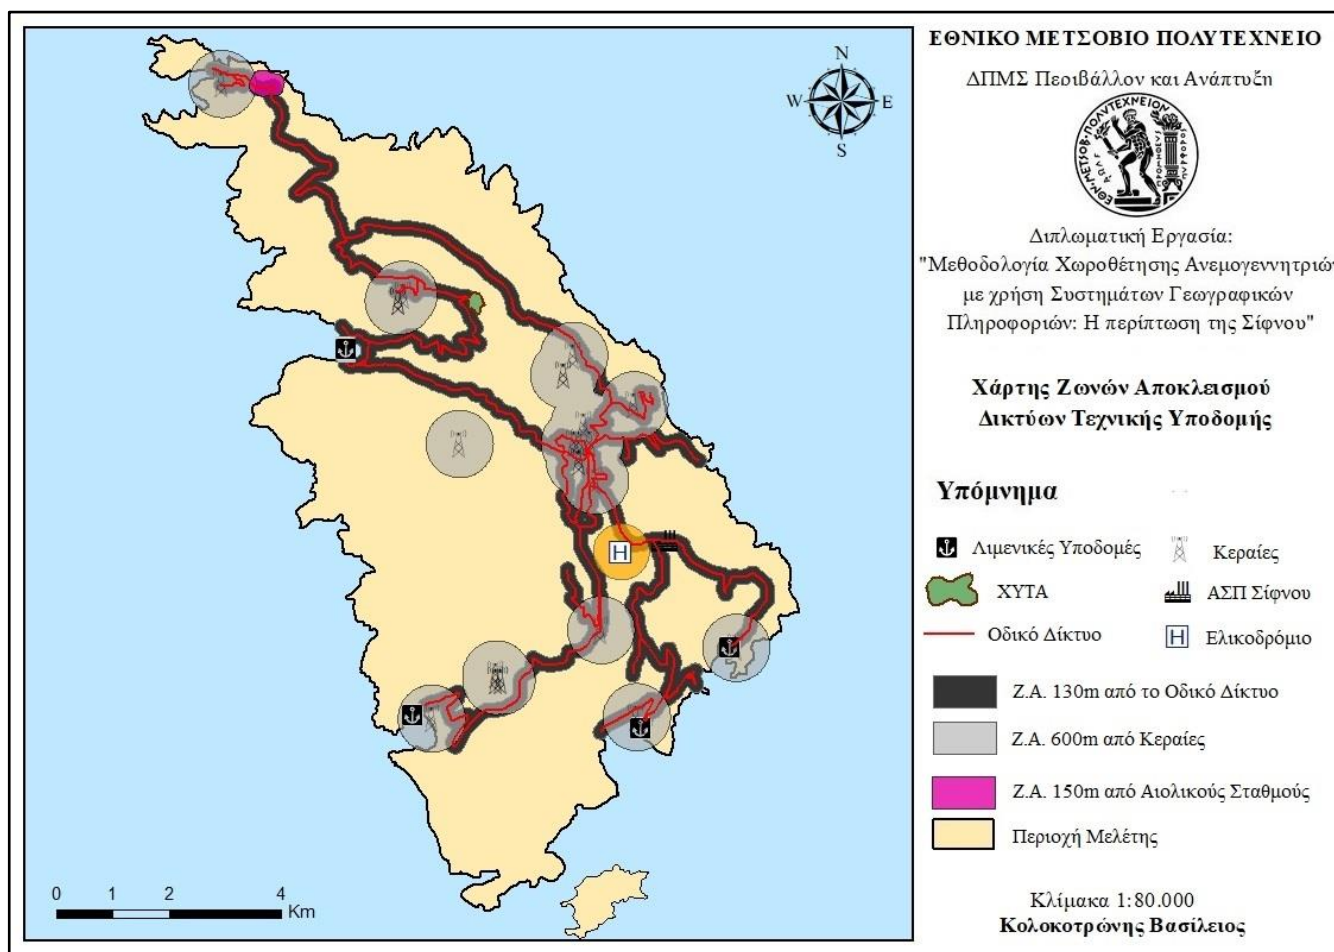 ΕΘΝΙΚΟ ΜΕΤΣΟΒΙΟ ΠΟΛΥΤΕΧΝΕΙΟ
ΔΠΜΣ Περιβάλλον και Ανάπτυξη
Διπλωματική Εργασία:
"Μεθοδολογία Χωροθέτησης Ανεμογεννητριών
με χρήση Συστημάτων Γεωγραφικών
Πληροφοριών: Η περίπτωση της Σίφνου"
Χάρτης Ζωνών Αποκλεισμού
Δικτύων Τεχνικής Υποδομής
Υπόμνημα
Λιμενικές Υποδομές
Κεραίες
ΧΥΤΑ
ΑΣΠ Σίφνου
Οδικό Δίκτυο
H Ελικοδρόμιο
Ζ.Α. 130m από το Οδικό Δίκτυο
Ζ.Α. 600m από Κεραίες
Ζ.Α. 150m από Αιολικούς Σταθμούς
Περιοχή Μελέτης
Κλίμακα 1:80.000
Κολοκοτρώνης Βασίλειος
N
W E
S
H
0 1 2 4
Km